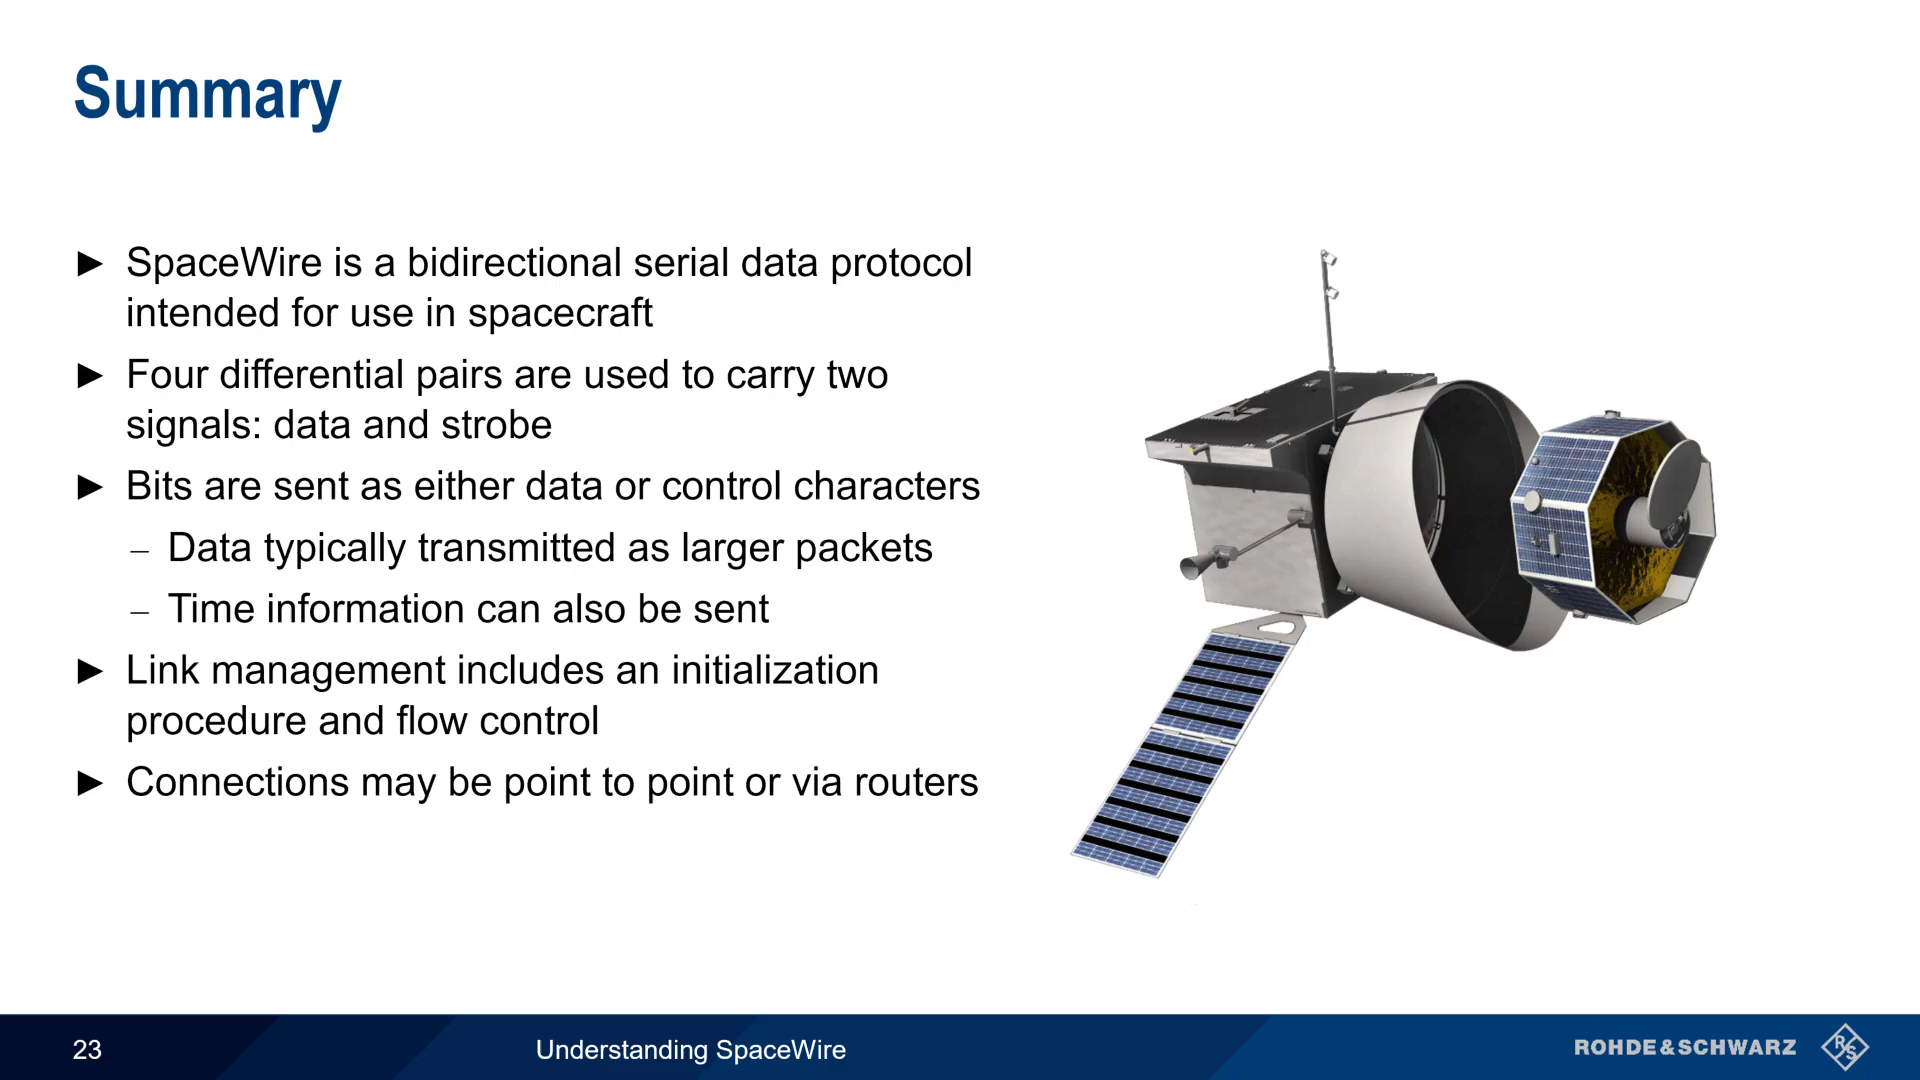 Summary
► SpaceWire is a bidirectional serial data protocol
intended for use in spacecraft
► Four differential pairs are used to carry two
signals: data and strobe
► Bits are sent as either data or control characters
– Data typically transmitted as larger packets
– Time information can also be sent
► Link management includes an initialization
procedure and flow control
► Connections may be point to point or via routers
23
Understanding SpaceWire
ROHDE&SCHWARZ
R&S